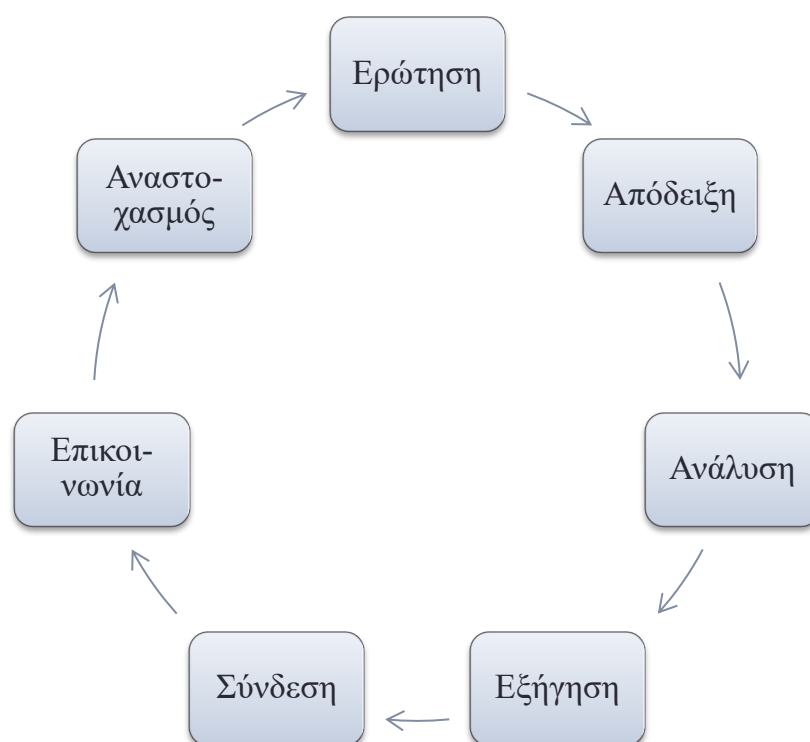 Ερώτηση
Απόδειξη
Ανάλυση
Εξήγηση
Σύνδεση
Επικοι-
νωνία
Αναστο-
χασμός